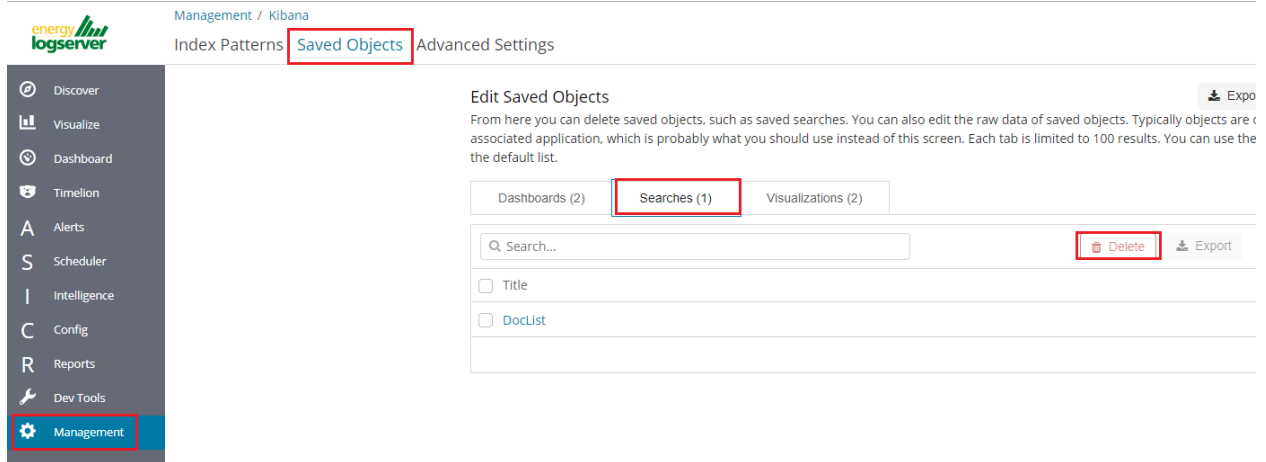 energy
logserver
Management / Kibana
Index Patterns Saved Objects Advanced Settings
Discover
Visualize
Dashboard
Timelion
A Alerts
S Scheduler
I Intelligence
C Config
R Reports
Dev Tools
Management
Edit Saved Objects
Expo
From here you can delete saved objects, such as saved searches. You can also edit the raw data of saved objects. Typically objects are
associated application, which is probably what you should use instead of this screen. Each tab is limited to 100 results. You can use the
the default list.
Dashboards (2) Searches (1) Visualizations (2)
Search... Delete Export
Title
DocList